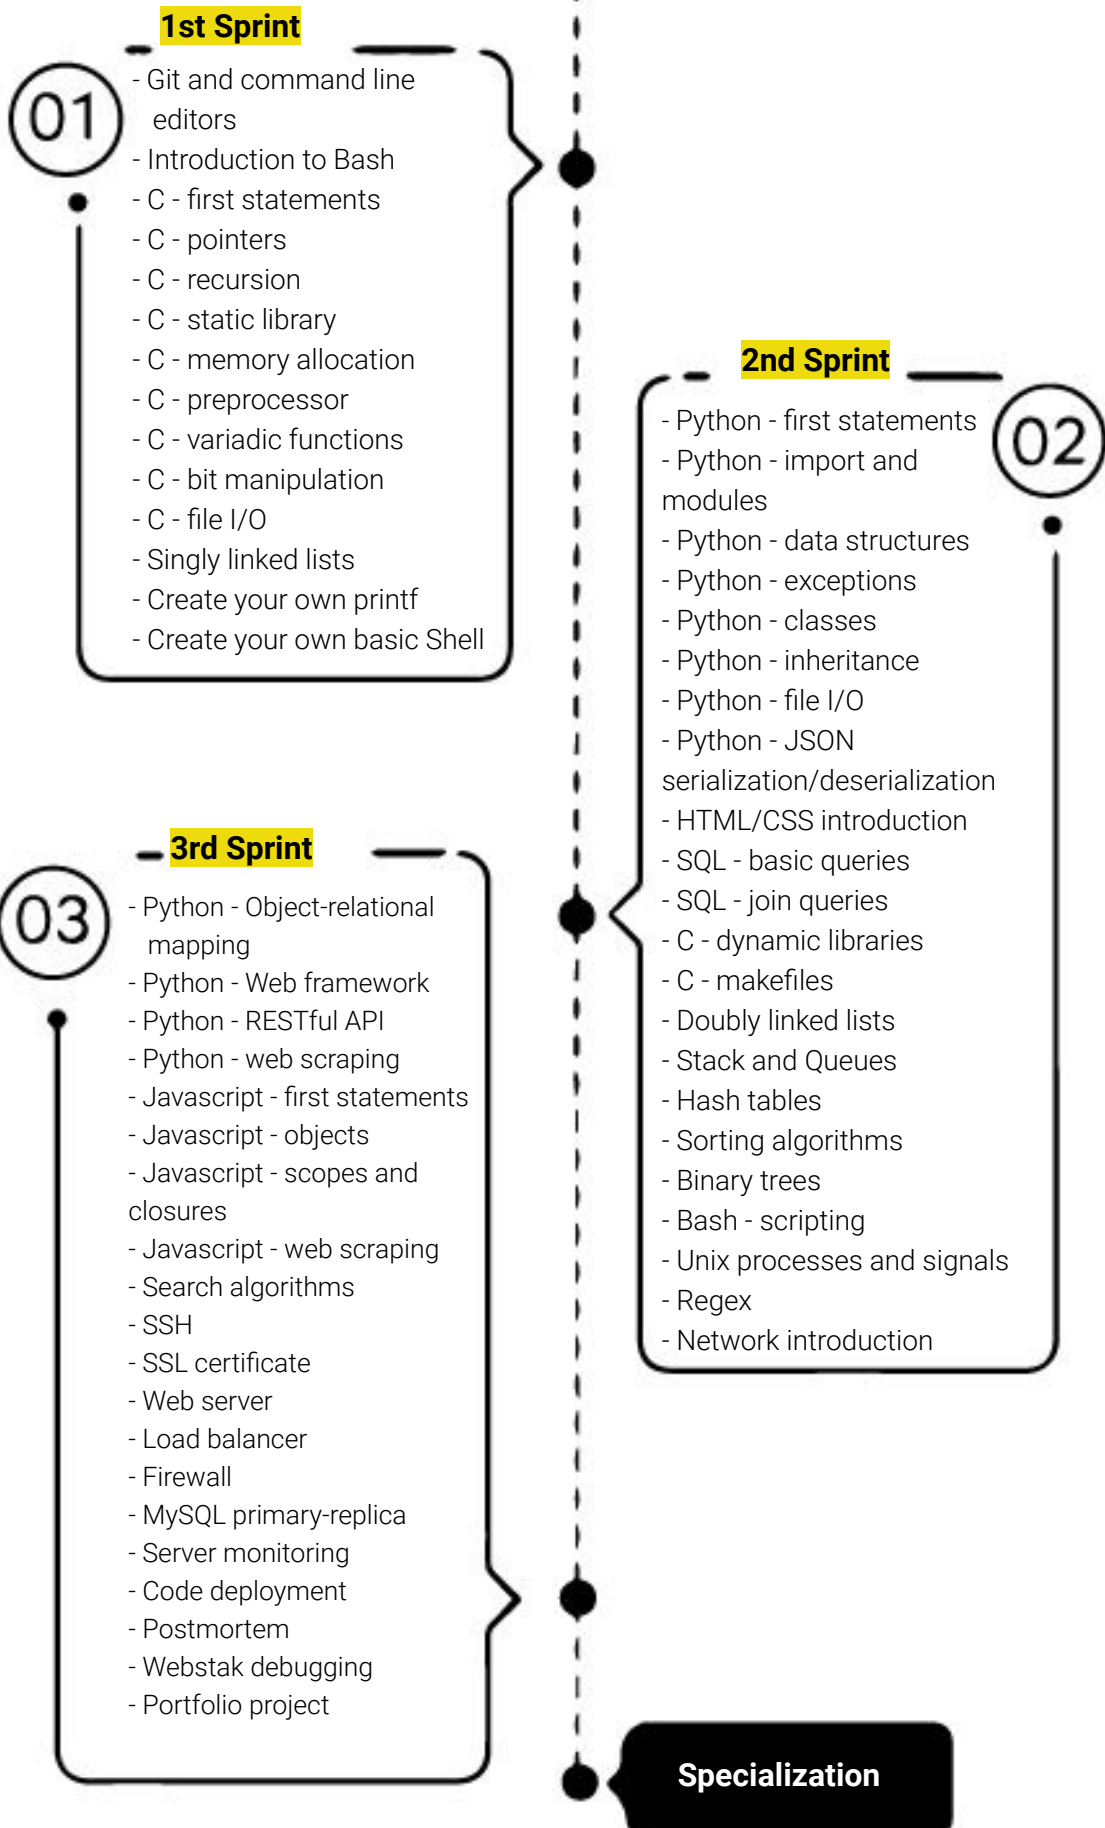 1st Sprint
01
- Git and command line
editors
- Introduction to Bash
- C - first statements
- C - pointers
- C - recursion
- C - static library
- C - memory allocation
- C - preprocessor
- C - variadic functions
- C - bit manipulation
- C - file I/O
- Singly linked lists
- Create your own printf
- Create your own basic Shell
2nd Sprint
02
- Python - first statements
- Python - import and
modules
- Python - data structures
- Python - exceptions
- Python - classes
- Python - inheritance
- Python - file I/O
- Python - JSON
serialization/deserialization
- HTML/CSS introduction
- SQL - basic queries
- SQL - join queries
- C - dynamic libraries
- C - makefiles
- Doubly linked lists
- Stack and Queues
- Hash tables
- Sorting algorithms
- Binary trees
- Bash - scripting
- Unix processes and signals
- Regex
- Network introduction
3rd Sprint
03
- Python - Object-relational
mapping
- Python - Web framework
- Python - RESTful API
- Python - web scraping
- Javascript - first statements
- Javascript - objects
- Javascript - scopes and
closures
- Javascript - web scraping
- Search algorithms
- SSH
- SSL certificate
- Web server
- Load balancer
- Firewall
- MySQL primary-replica
- Server monitoring
- Code deployment
- Postmortem
- Webstak debugging
- Portfolio project
Specialization